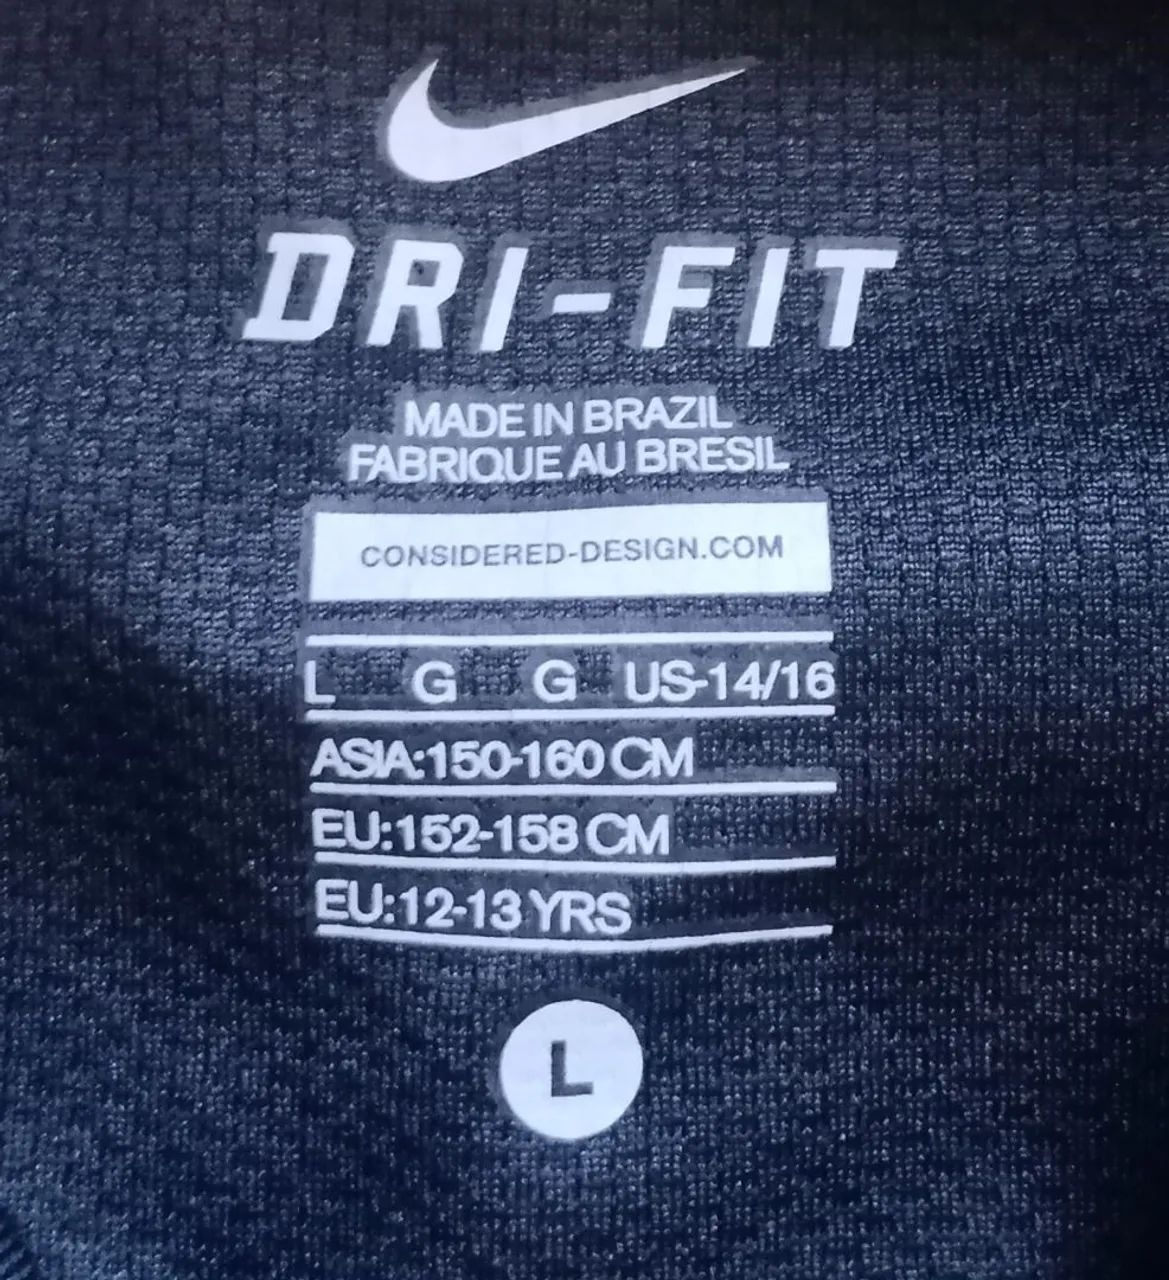 DRI-FIT
MADE IN BRAZIL
FABRIQUE AU BRESIL
CONSIDERED-DESIGN.COM
L G G US-14/16
ASIA:150-160 CM
EU:152-158 CM
EU:12-13 YRS
L